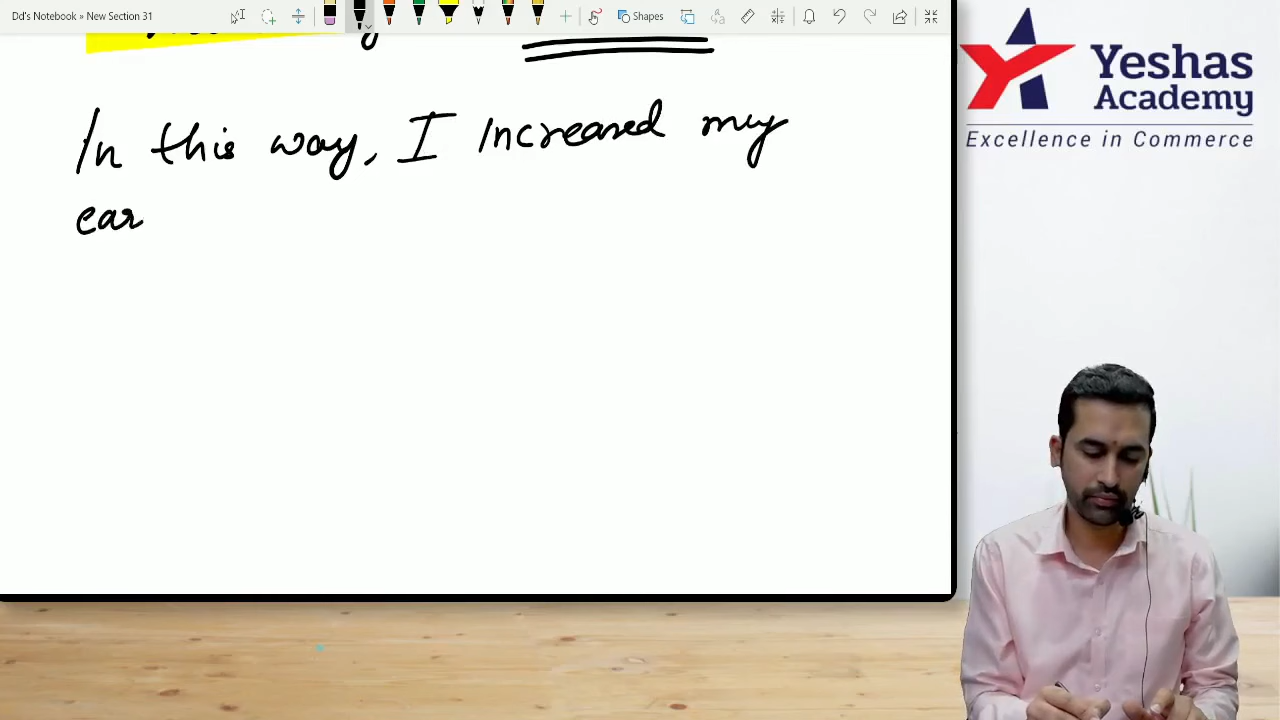 Dd's Notebook » New Section 31
Shapes
In this way, I Increased my
ear
Yeshas
Academy
Excellence in Commerce